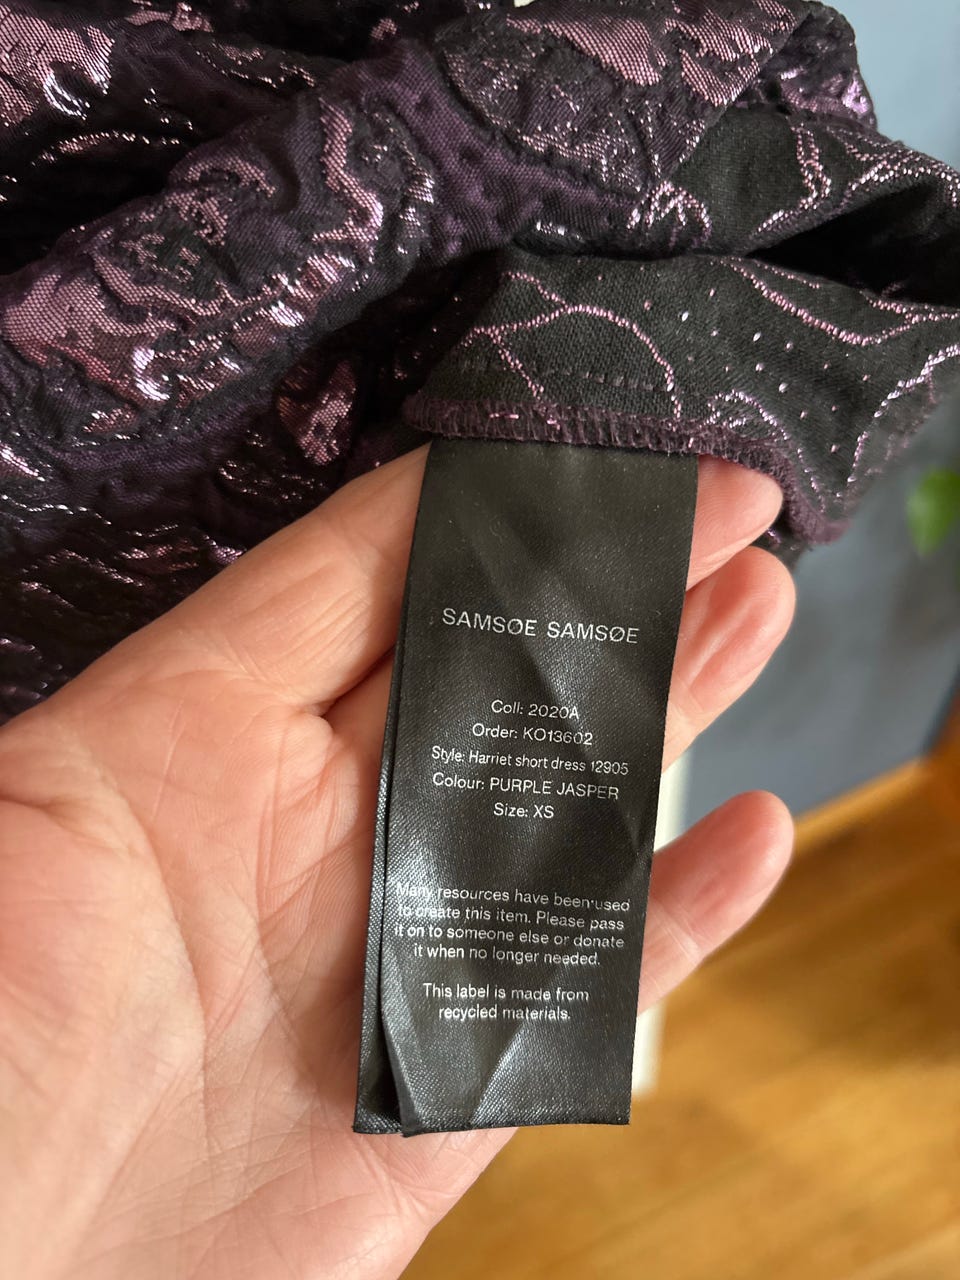 SAMSØE SAMSØE
Coll: 2020A
Order: KO13602
Style: Harriet short dress 12905
Colour: PURPLE JASPER
Size: XS
Many resources have been used
to create this item. Please pass
it on to someone else or donate
it when no longer needed.
This label is made from
recycled materials.